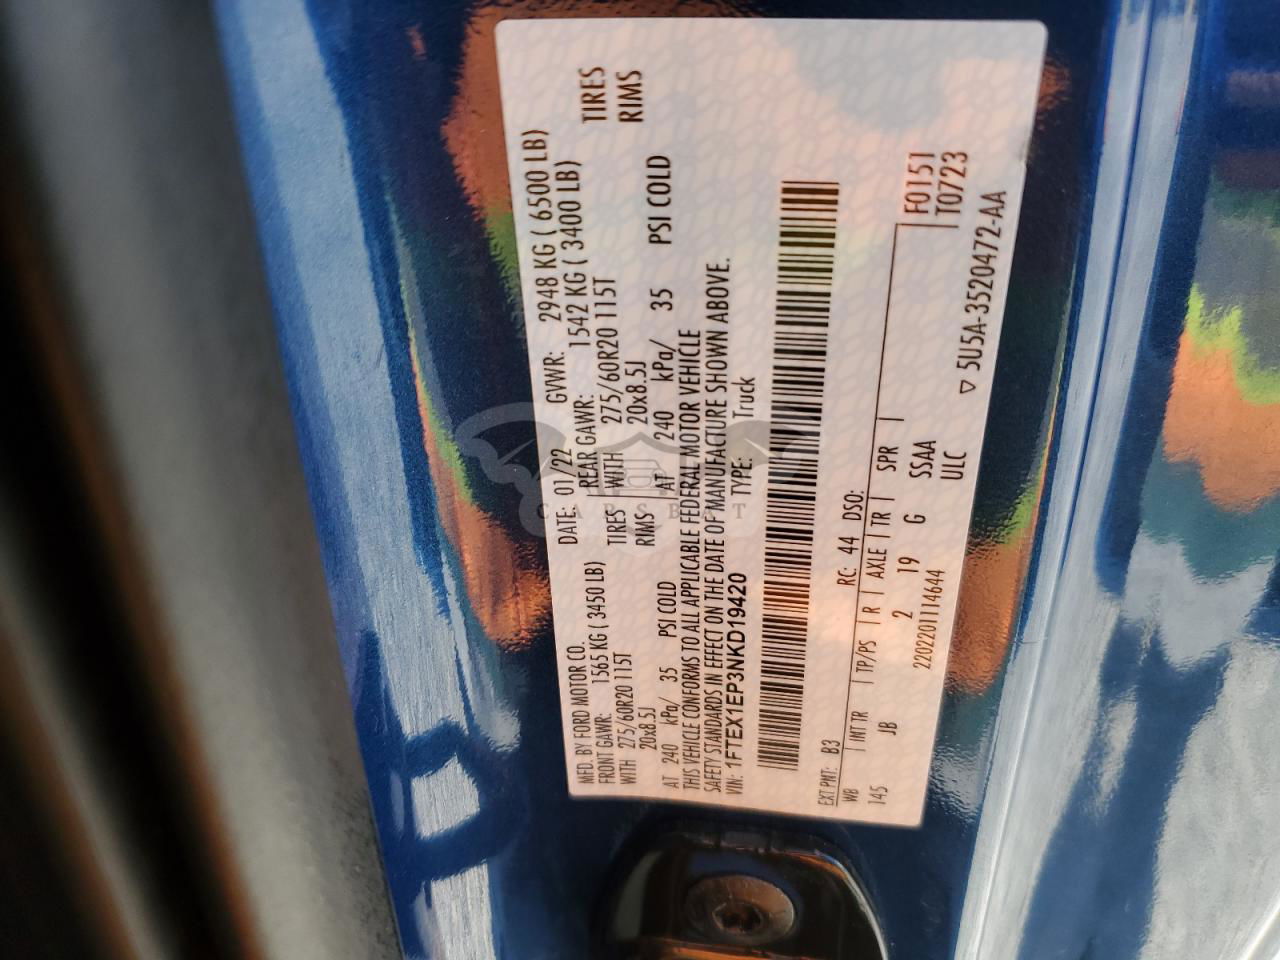 MFD. BY FORD MOTOR CO.
DATE: 01/22 GVWR: 2948 KG ( 6500 LB)
FRONT GAWR: 1565 KG ( 3450 LB)
REAR GAWR: 1542 KG ( 3400 LB)
WITH 275/60R20 115T
TIRES WITH 275/60R20 115T TIRES
20x8.5J
RIMS 20x8.5J RIMS
AT 240 kPa/ 35 PSI COLD
AT 240 kPa/ 35 PSI COLD
THIS VEHICLE CONFORMS TO ALL APPLICABLE FEDERAL MOTOR VEHICLE
SAFETY STANDARDS IN EFFECT ON THE DATE OF MANUFACTURE SHOWN ABOVE.
VIN: 1FTEX1EP3NKD19420 TYPE: Truck
EXT PNT: B3 RC: 44 DSO:
WB INT TR TP/PS R AXLE TR SPR F0151
145 JB 2 19 G SSAA T0723
2202201114644 ULC
▽ 5U5A-3520472-AA
CARSBAT